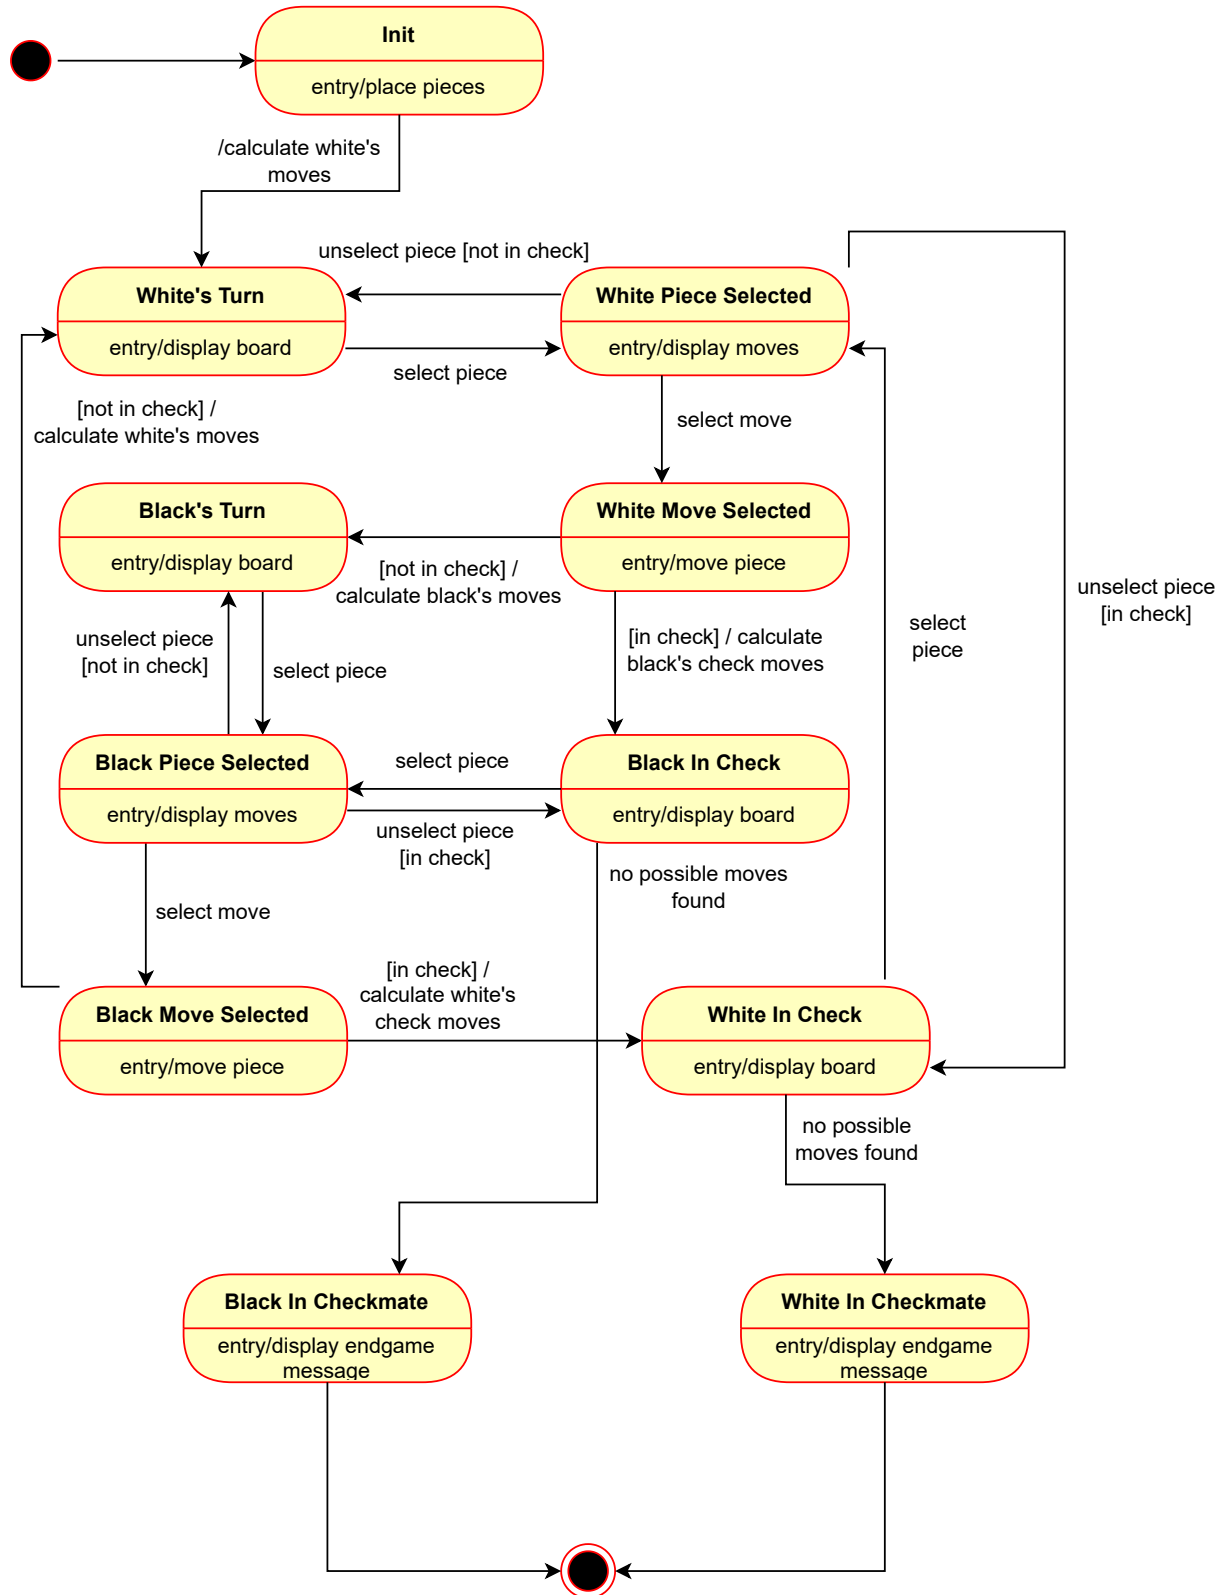 Init
entry/place pieces
/calculate white's
moves
unselect piece [not in check]
White's Turn
entry/display board
White Piece Selected
entry/display moves
select piece
[not in check] /
calculate white's moves
select move
Black's Turn
entry/display board
White Move Selected
entry/move piece
[not in check] /
calculate black's moves
unselect piece
[in check]
unselect piece
[not in check]
select piece
[in check] / calculate
black's check moves
select
piece
Black Piece Selected
entry/display moves
select piece
unselect piece
[in check]
Black In Check
entry/display board
no possible moves
found
select move
[in check] /
calculate white's
check moves
Black Move Selected
entry/move piece
White In Check
entry/display board
no possible
moves found
Black In Checkmate
entry/display endgame
message
White In Checkmate
entry/display endgame
message